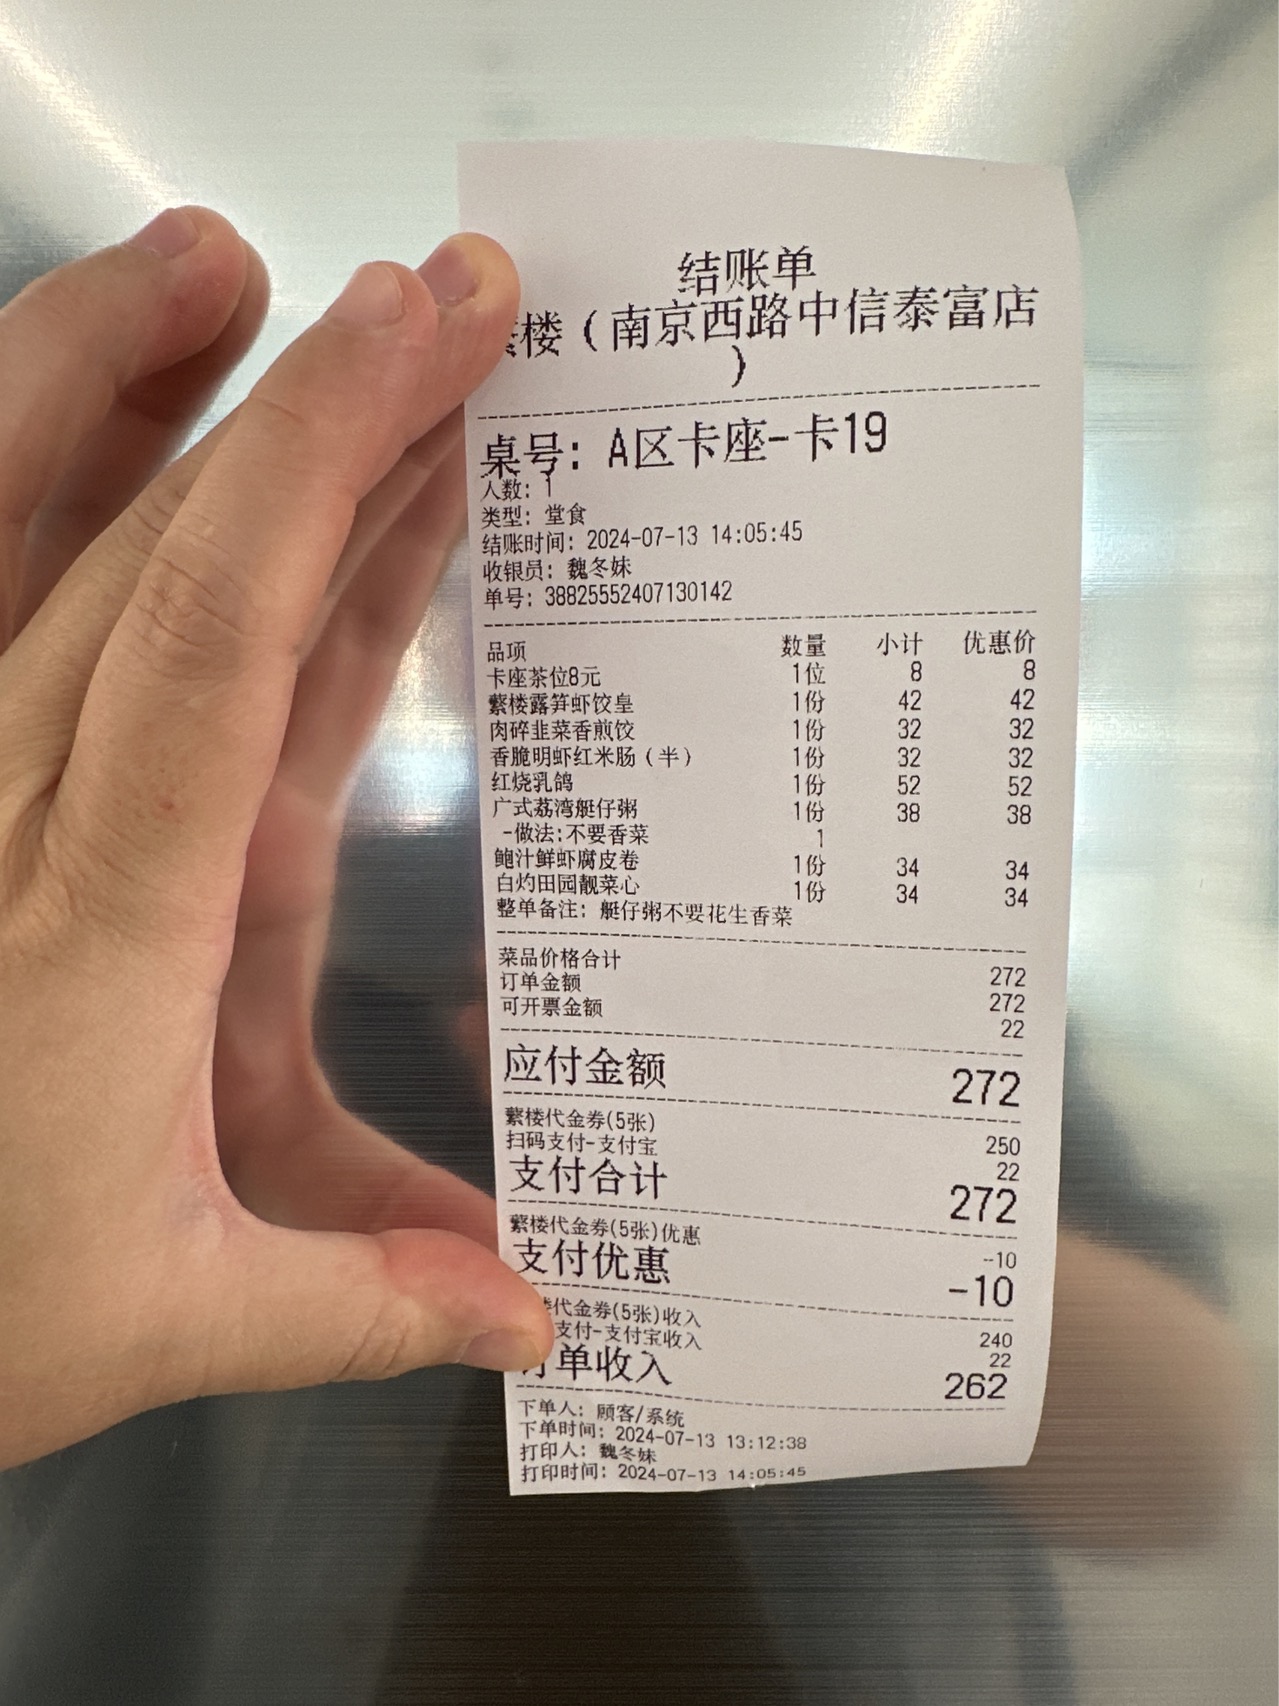 结账单
楼（南京西路中信泰富店
）
桌号: A区卡座-卡19
人数: 1
类型: 堂食
结账时间: 2024-07-13 14:05:45
收银员: 魏冬妹
单号: 38825552407130142
品项 数量 小计 优惠价
卡座茶位8元 1位 8 8
蘩楼露笋虾饺皇 1份 42 42
肉碎韭菜香煎饺 1份 32 32
香脆明虾红米肠（半） 1份 32 32
红烧乳鸽 1份 52 52
广式荔湾艇仔粥 1份 38 38
-做法:不要香菜 1
鲍汁鲜虾腐皮卷 1份 34 34
白灼田园靓菜心 1份 34 34
整单备注: 艇仔粥不要花生香菜
菜品价格合计 272
订单金额 272
可开票金额 22
应付金额 272
蘩楼代金券(5张) 250
扫码支付-支付宝 22
支付合计 272
蘩楼代金券(5张)优惠 -10
支付优惠 -10
楼代金券(5张)收入 240
支付-支付宝收入 22
订单收入 262
下单人: 顾客/系统
下单时间: 2024-07-13 13:12:38
打印人: 魏冬妹
打印时间: 2024-07-13 14:05:45